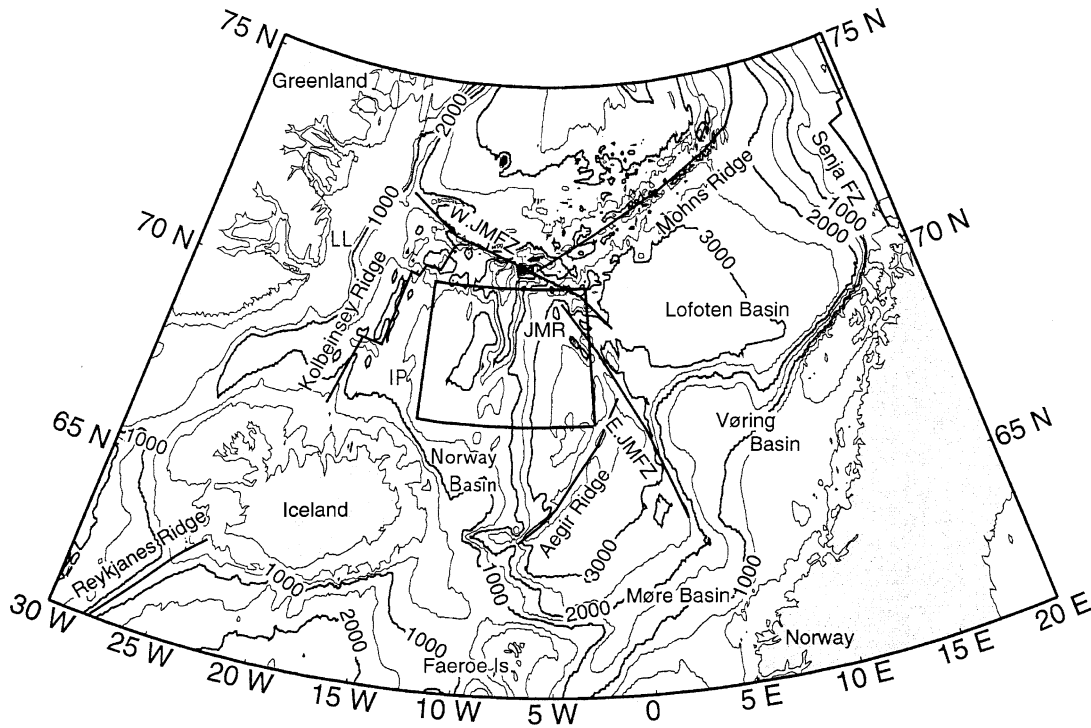 75 N
75 N
Greenland
2000
Senja FZ
Mohns Ridge
1000
1000
2000
W JMFZ
70 N
LL
70 N
3000
Kolbeinsey Ridge
Lofoten Basin
JMR
IP
Vøring
Basin
65 N
65 N
1000
E JMFZ
Norway
Basin
Iceland
Aegir Ridge
Reykjanes Ridge
3000
1000
1000
1000
2000
Møre Basin
2000
1000
Norway
Faeroe Is.
30 W
25 W
20 W
15 W
10 W
5 W
0
5 E
10 E
15 E
20 E